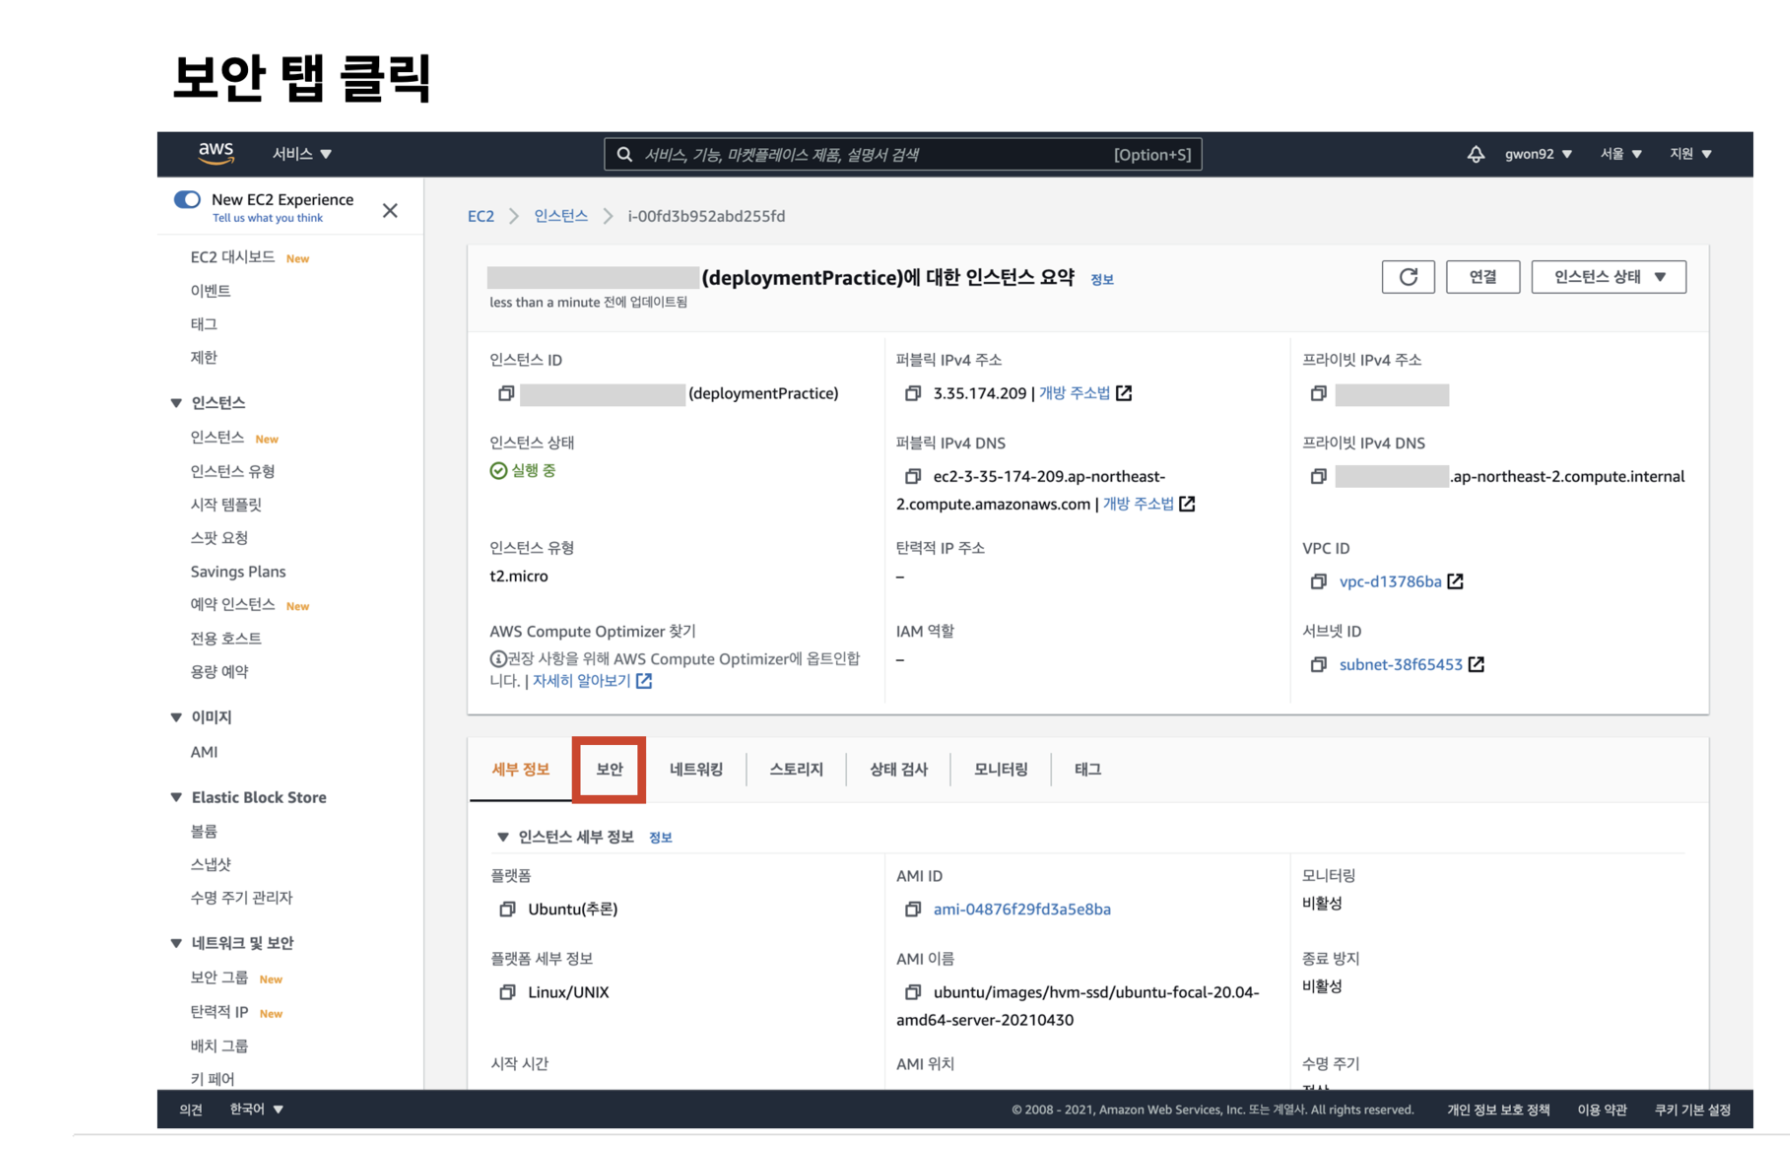 보안 탭 클릭
aws 서비스 ▼
서비스, 기능, 마켓플레이스 제품, 설명서 검색 [Option+S]
gwon92 ▼ 서울 ▼ 지원 ▼
New EC2 Experience
Tell us what you think
EC2 대시보드 New
이벤트
태그
제한
▼ 인스턴스
인스턴스 New
인스턴스 유형
시작 템플릿
스팟 요청
Savings Plans
예약 인스턴스 New
전용 호스트
용량 예약
▼ 이미지
AMI
▼ Elastic Block Store
볼륨
스냅샷
수명 주기 관리자
▼ 네트워크 및 보안
보안 그룹 New
탄력적 IP New
배치 그룹
키 페어
EC2 > 인스턴스 > i-00fd3b952abd255fd
(deploymentPractice)에 대한 인스턴스 요약 정보
less than a minute 전에 업데이트됨
연결 인스턴스 상태 ▼
인스턴스 ID
(deploymentPractice)
퍼블릭 IPv4 주소
3.35.174.209 | 개방 주소법
프라이빗 IPv4 주소
인스턴스 상태
실행 중
퍼블릭 IPv4 DNS
ec2-3-35-174-209.ap-northeast-
2.compute.amazonaws.com | 개방 주소법
프라이빗 IPv4 DNS
.ap-northeast-2.compute.internal
인스턴스 유형
t2.micro
탄력적 IP 주소
–
VPC ID
vpc-d13786ba
AWS Compute Optimizer 찾기
권장 사항을 위해 AWS Compute Optimizer에 옵트인합
니다. | 자세히 알아보기
IAM 역할
–
서브넷 ID
subnet-38f65453
세부 정보 보안 네트워킹 스토리지 상태 검사 모니터링 태그
▼ 인스턴스 세부 정보 정보
플랫폼
Ubuntu(추론)
AMI ID
ami-04876f29fd3a5e8ba
모니터링
비활성
플랫폼 세부 정보
Linux/UNIX
AMI 이름
ubuntu/images/hvm-ssd/ubuntu-focal-20.04-
amd64-server-20210430
종료 방지
비활성
시작 시간
AMI 위치
수명 주기
의견 한국어 ▼
© 2008 - 2021, Amazon Web Services, Inc. 또는 계열사. All rights reserved. 개인 정보 보호 정책 이용 약관 쿠키 기본 설정